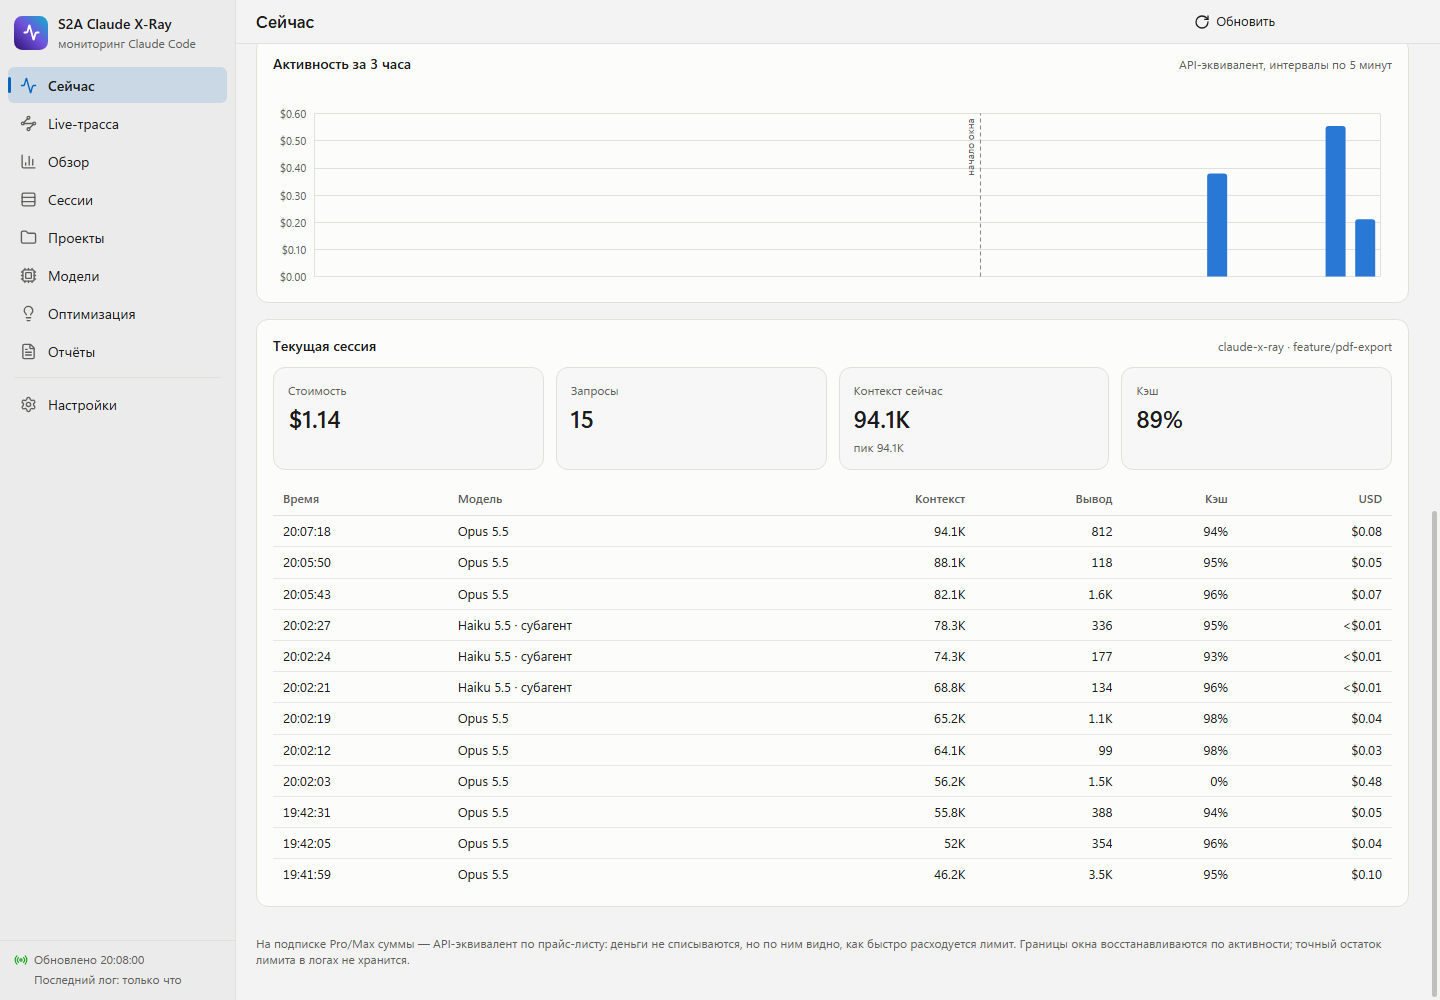 S2A Claude X-Ray
мониторинг Claude Code
Сейчас
Live-трасса
Обзор
Сессии
Проекты
Модели
Оптимизация
Отчёты
Настройки
Обновлено 20:08:00
Последний лог: только что
Сейчас
Обновить
Активность за 3 часа
API-эквивалент, интервалы по 5 минут
$0.60
$0.50
$0.40
$0.30
$0.20
$0.10
$0.00
начало окна
Текущая сессия
claude-x-ray · feature/pdf-export
Стоимость
$1.14
Запросы
15
Контекст сейчас
94.1K
пик 94.1K
Кэш
89%
Время Модель Контекст Вывод Кэш USD
20:07:18 Opus 5.5 94.1K 812 94% $0.08
20:05:50 Opus 5.5 88.1K 118 95% $0.05
20:05:43 Opus 5.5 82.1K 1.6K 96% $0.07
20:02:27 Haiku 5.5 · субагент 78.3K 336 95% <$0.01
20:02:24 Haiku 5.5 · субагент 74.3K 177 93% <$0.01
20:02:21 Haiku 5.5 · субагент 68.8K 134 96% <$0.01
20:02:19 Opus 5.5 65.2K 1.1K 98% $0.04
20:02:12 Opus 5.5 64.1K 99 98% $0.03
20:02:03 Opus 5.5 56.2K 1.5K 0% $0.48
19:42:31 Opus 5.5 55.8K 388 94% $0.05
19:42:05 Opus 5.5 52K 354 96% $0.04
19:41:59 Opus 5.5 46.2K 3.5K 95% $0.10
На подписке Pro/Max суммы — API-эквивалент по прайс-листу: деньги не списываются, но по ним видно, как быстро расходуется лимит. Границы окна восстанавливаются по активности; точный остаток
лимита в логах не хранится.